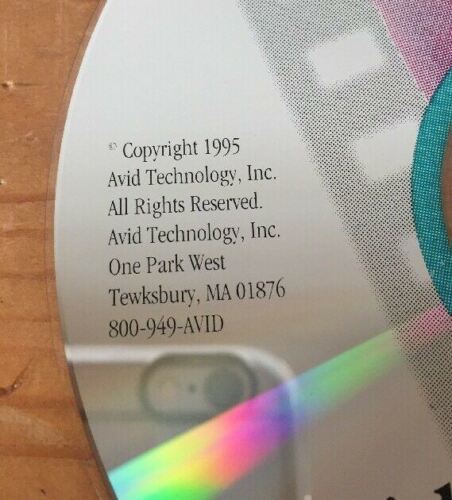 © Copyright 1995
Avid Technology, Inc.
All Rights Reserved.
Avid Technology, Inc.
One Park West
Tewksbury, MA 01876
800-949-AVID